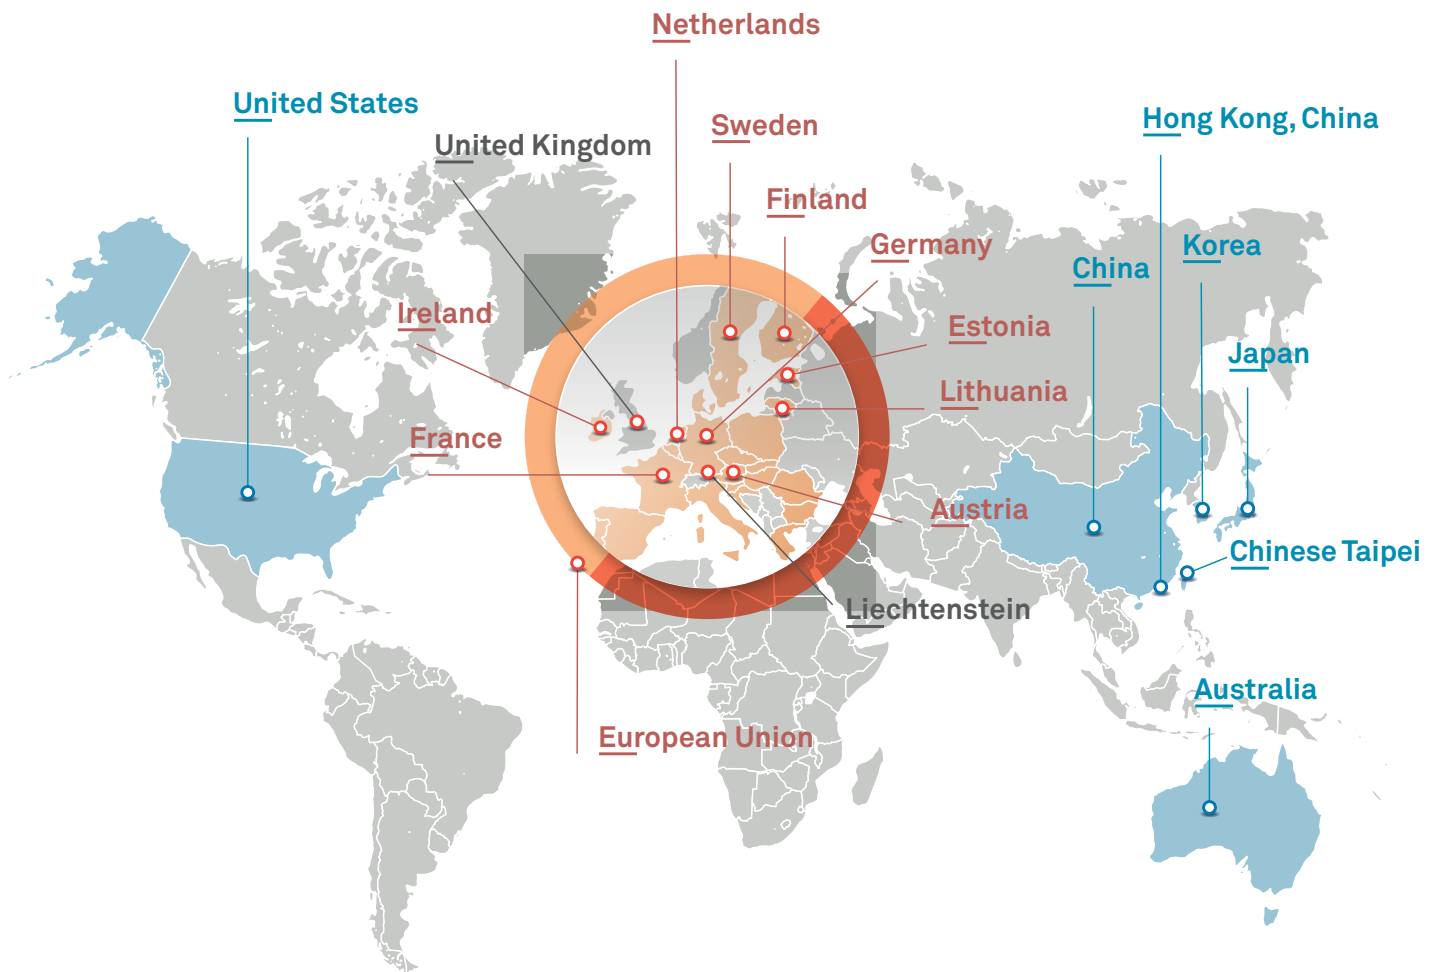 Netherlands
United States
Hong Kong, China
Sweden
United Kingdom
Finland
Germany
Korea
China
Ireland
Estonia
Japan
Lithuania
France
Austria
Chinese Taipei
Liechtenstein
Australia
European Union